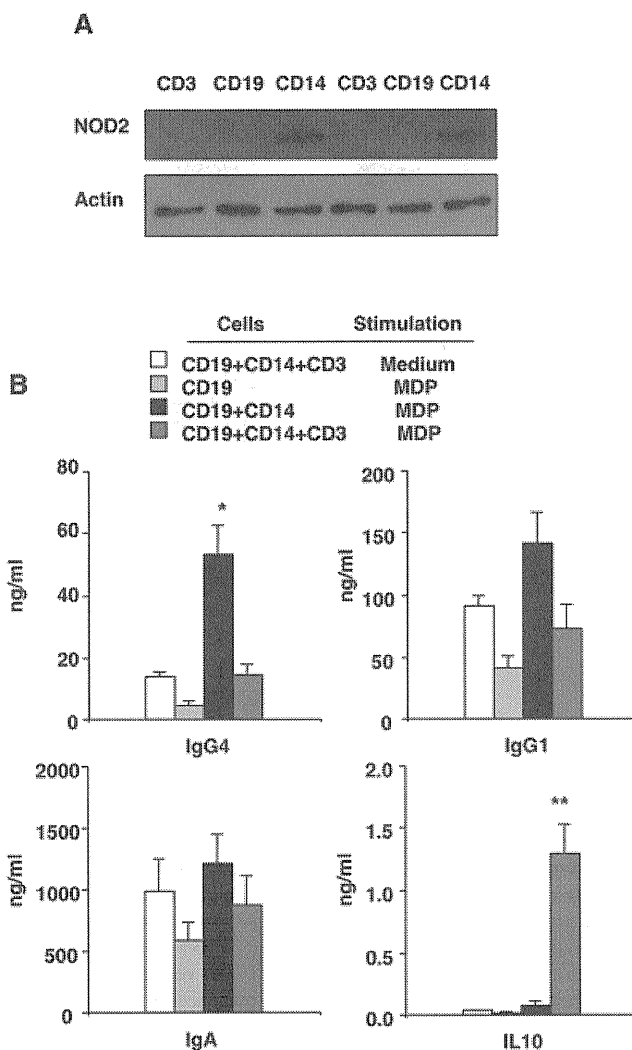 A
CD3 CD19 CD14 CD3 CD19 CD14
NOD2
Actin
Cells Stimulation
CD19+CD14+CD3 Medium
CD19 MDP
CD19+CD14 MDP
CD19+CD14+CD3 MDP
B
80
60
40
20
0
ng/ml
*
IgG4
200
150
100
50
0
ng/ml
IgG1
2000
1500
1000
500
0
ng/ml
IgA
2.0
1.5
1.0
0.5
0.0
ng/ml
**
IL10